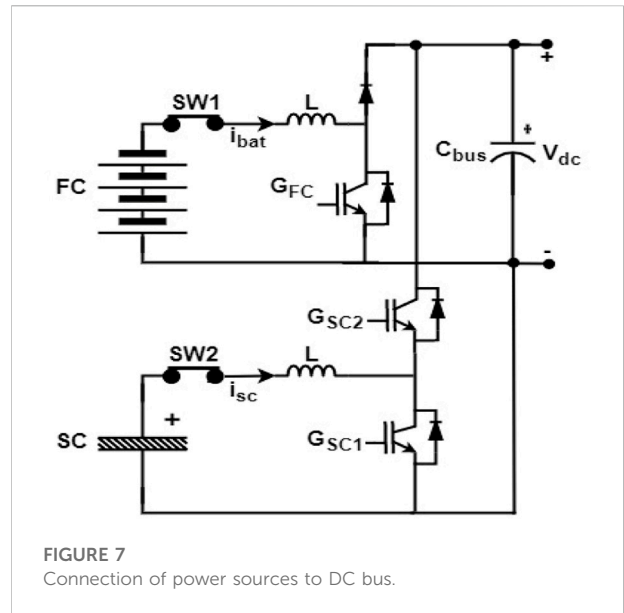 SW1
L
i_bat
+
FC
G_FC
C_bus
+
V_dc
-
G_SC2
SW2
L
i_sc
+
SC
G_SC1
FIGURE 7
Connection of power sources to DC bus.